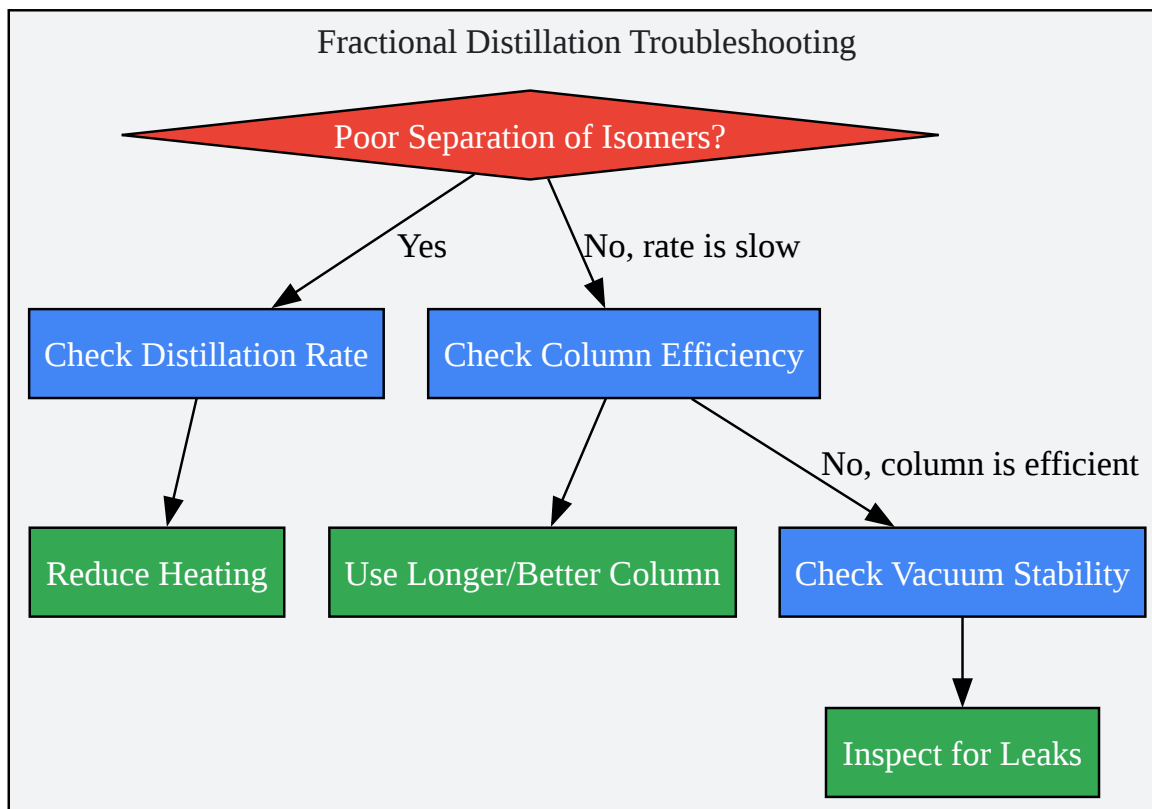 Fractional Distillation Troubleshooting
Poor Separation of Isomers?
Yes
No, rate is slow
Check Distillation Rate
Check Column Efficiency
No, column is efficient
Reduce Heating
Use Longer/Better Column
Check Vacuum Stability
Inspect for Leaks